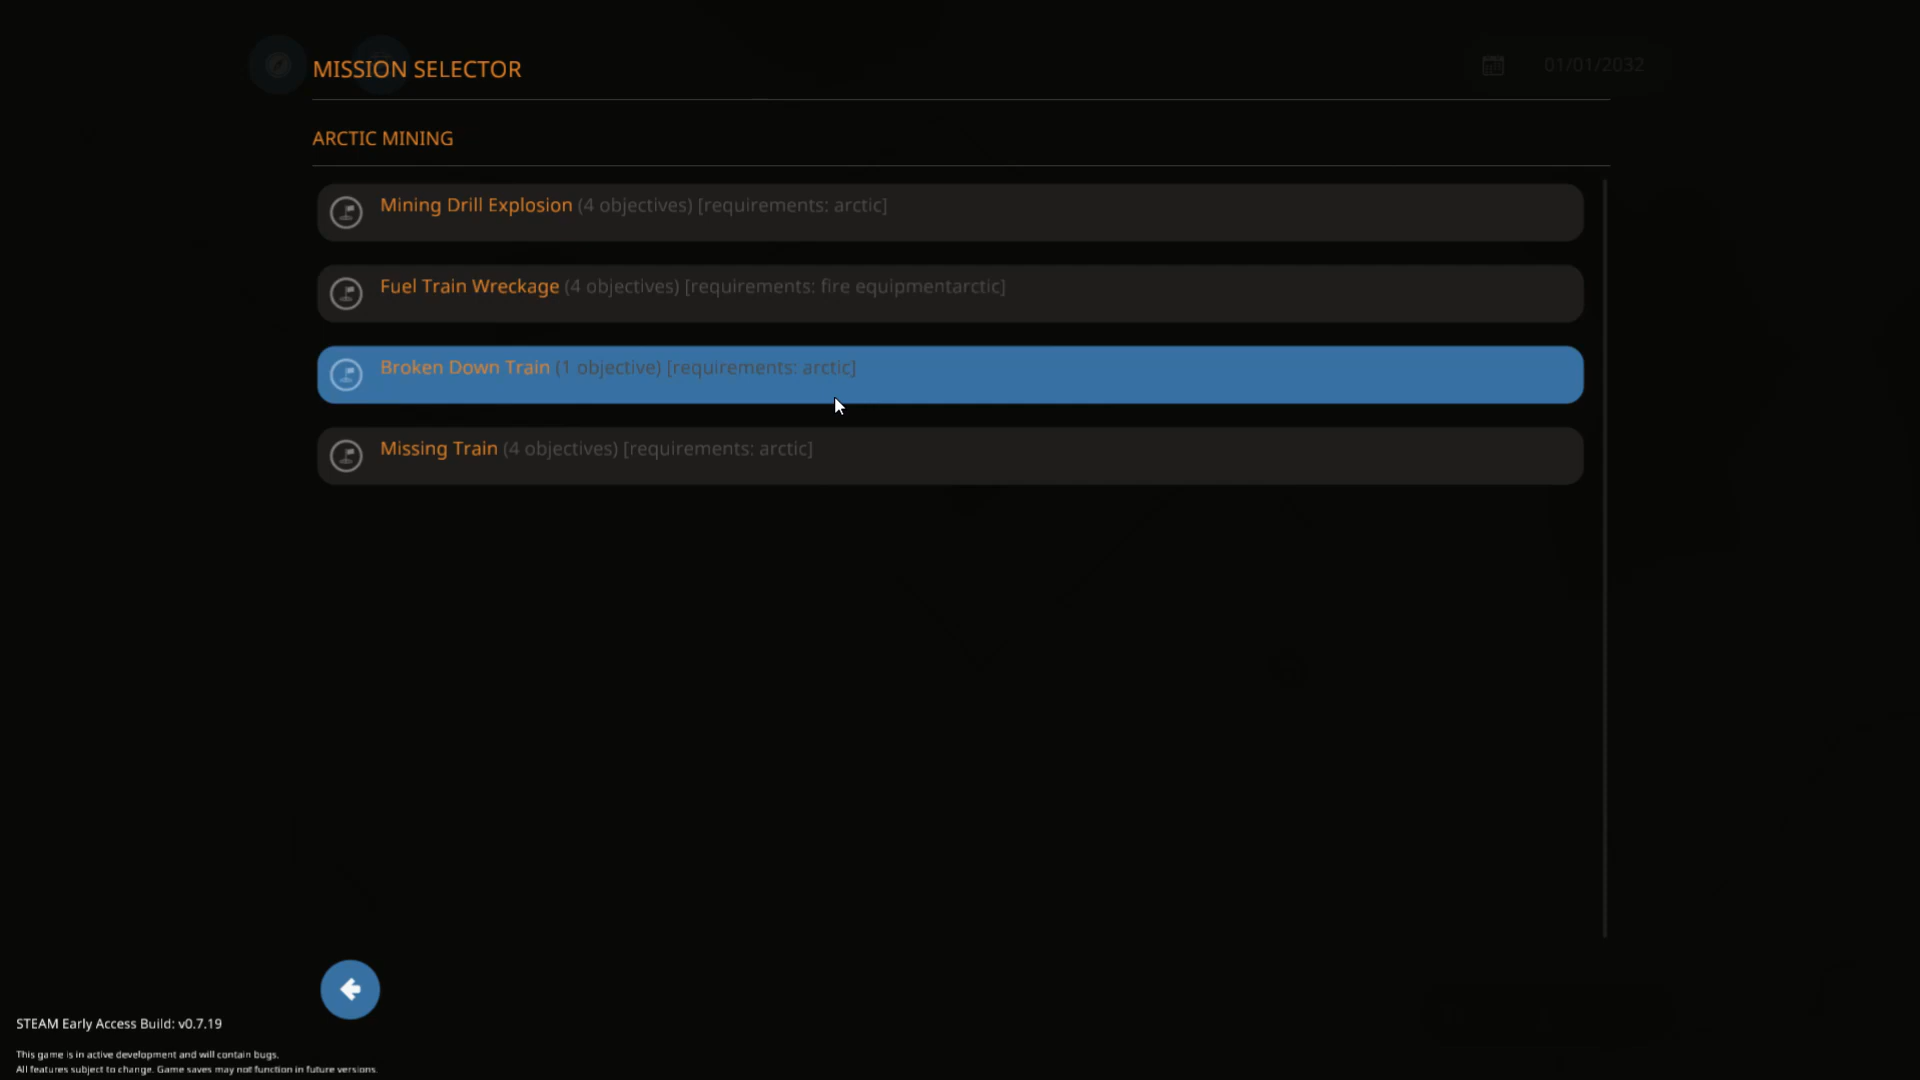 MISSION SELECTOR
01/01/2032
ARCTIC MINING
Mining Drill Explosion (4 objectives) [requirements: arctic]
Fuel Train Wreckage (4 objectives) [requirements: fire equipmentarctic]
Broken Down Train (1 objective) [requirements: arctic]
Missing Train (4 objectives) [requirements: arctic]
STEAM Early Access Build: v0.7.19
This game is in active development and will contain bugs.
All features subject to change. Game saves may not function in future versions.